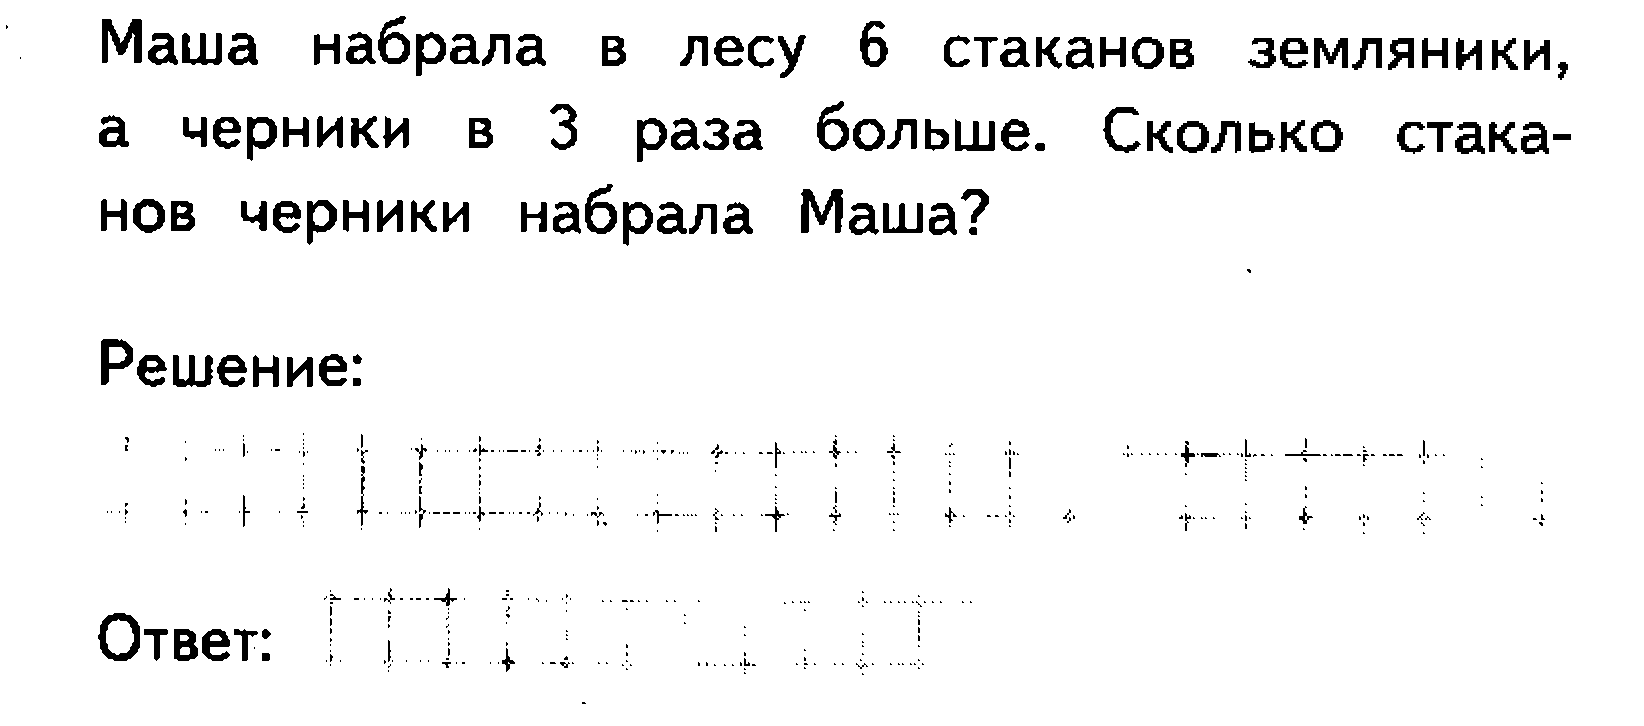 Маша набрала в лесу 6 стаканов земляники,
а черники в 3 раза больше. Сколько стака-
нов черники набрала Маша?
Решение:
Ответ: